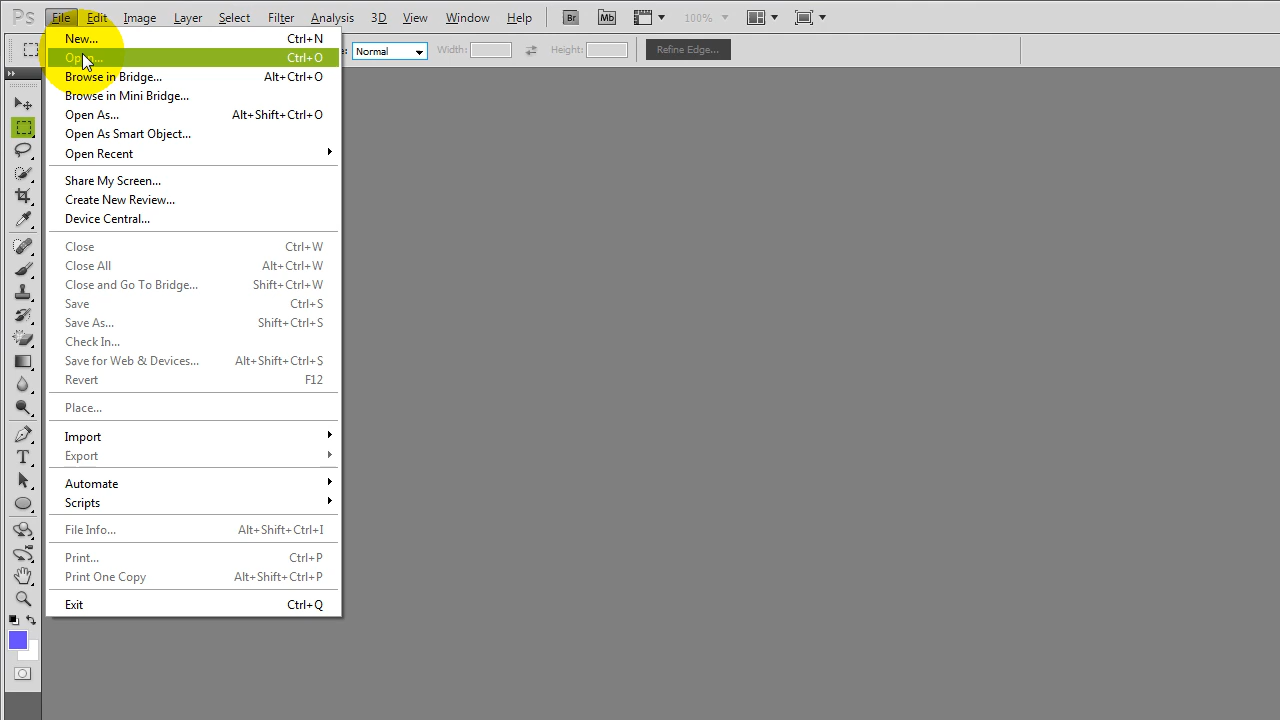 Ps File Edit Image Layer Select Filter Analysis 3D View Window Help Br Mb 100%
Normal Width: Height: Refine Edge...
New... Ctrl+N
Open... Ctrl+O
Browse in Bridge... Alt+Ctrl+O
Browse in Mini Bridge...
Open As... Alt+Shift+Ctrl+O
Open As Smart Object...
Open Recent
Share My Screen...
Create New Review...
Device Central...
Close Ctrl+W
Close All Alt+Ctrl+W
Close and Go To Bridge... Shift+Ctrl+W
Save Ctrl+S
Save As... Shift+Ctrl+S
Check In...
Save for Web & Devices... Alt+Shift+Ctrl+S
Revert F12
Place...
Import
Export
Automate
Scripts
File Info... Alt+Shift+Ctrl+I
Print... Ctrl+P
Print One Copy Alt+Shift+Ctrl+P
Exit Ctrl+Q